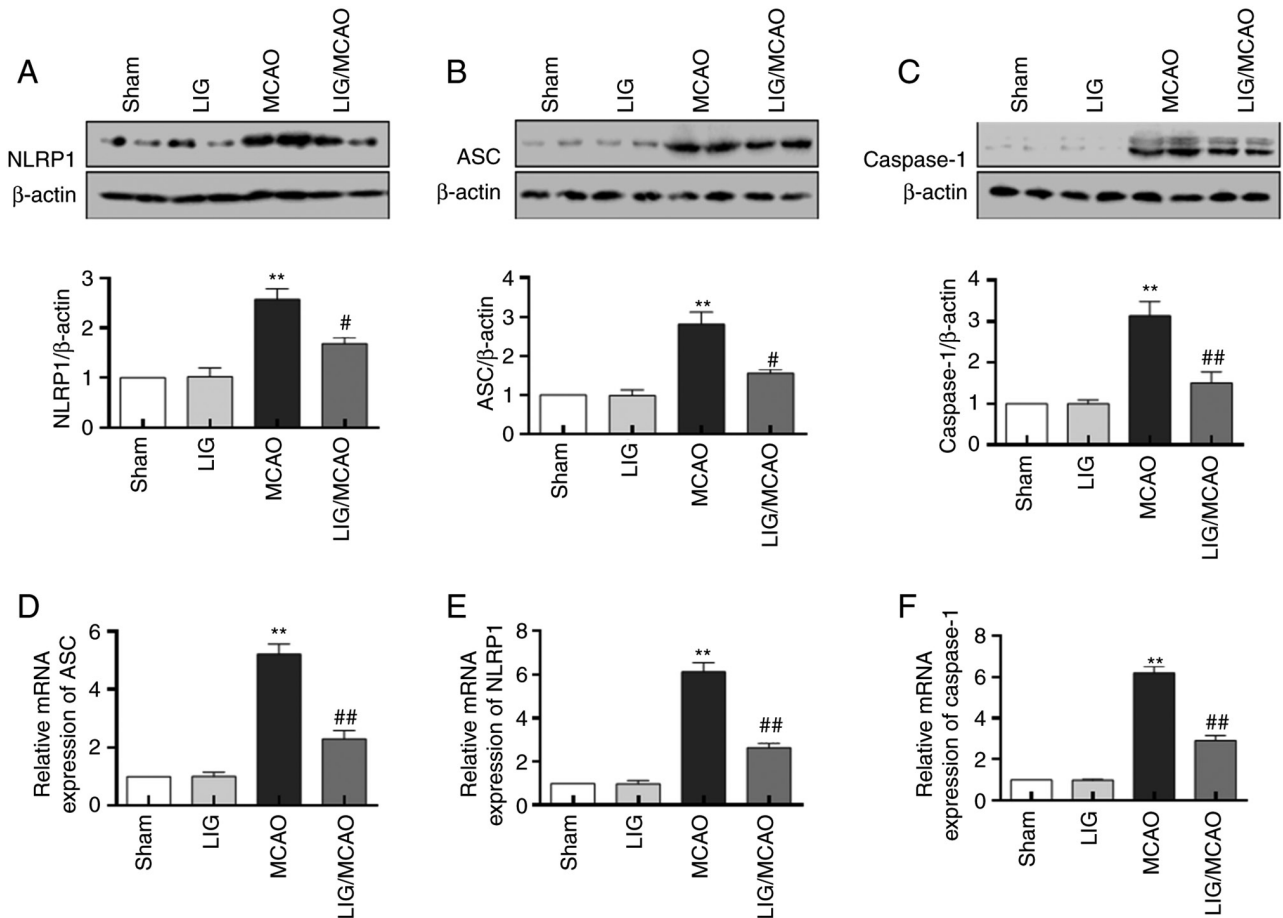 A
Sham
LIG
MCAO
LIG/MCAO
NLRP1
β-actin
NLRP1/β-actin
3
2
1
0
**
#
Sham
LIG
MCAO
LIG/MCAO
B
Sham
LIG
MCAO
LIG/MCAO
ASC
β-actin
ASC/β-actin
4
3
2
1
0
**
#
Sham
LIG
MCAO
LIG/MCAO
C
Sham
LIG
MCAO
LIG/MCAO
Caspase-1
β-actin
Caspase-1/β-actin
4
3
2
1
0
**
##
Sham
LIG
MCAO
LIG/MCAO
D
Relative mRNA
expression of ASC
6
4
2
0
**
##
Sham
LIG
MCAO
LIG/MCAO
E
Relative mRNA
expression of NLRP1
8
6
4
2
0
**
##
Sham
LIG
MCAO
LIG/MCAO
F
Relative mRNA
expression of caspase-1
8
6
4
2
0
**
##
Sham
LIG
MCAO
LIG/MCAO